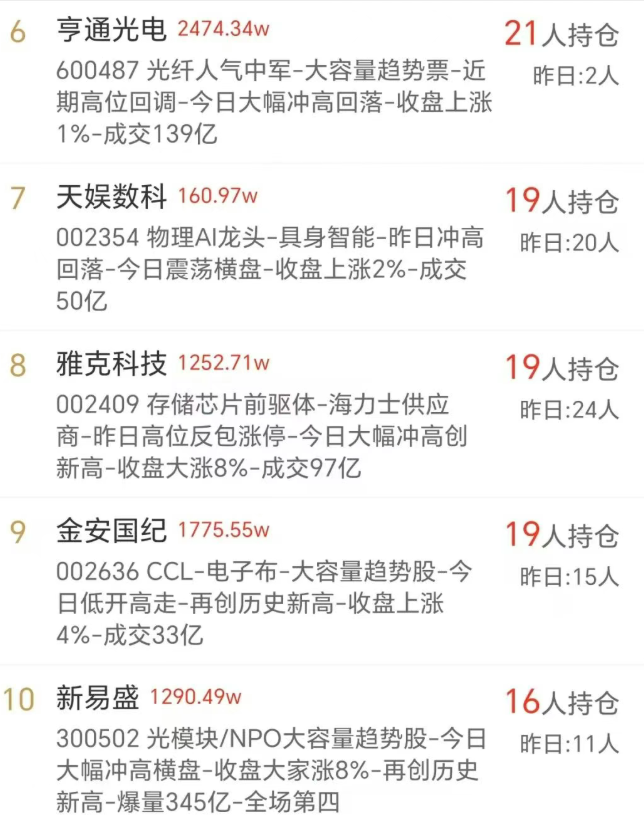 6 亨通光电 2474.34w 21人持仓
600487 光纤人气中军-大容量趋势票-近 昨日:2人
期高位回调-今日大幅冲高回落-收盘上涨
1%-成交139亿
7 天娱数科 160.97w 19人持仓
002354 物理AI龙头-具身智能-昨日冲高 昨日:20人
回落-今日震荡横盘-收盘上涨2%-成交
50亿
8 雅克科技 1252.71w 19人持仓
002409 存储芯片前驱体-海力士供应 昨日:24人
商-昨日高位反包涨停-今日大幅冲高创
新高-收盘大涨8%-成交97亿
9 金安国纪 1775.55w 19人持仓
002636 CCL-电子布-大容量趋势股-今 昨日:15人
日低开高走-再创历史新高-收盘上涨
4%-成交33亿
10 新易盛 1290.49w 16人持仓
300502 光模块/NPO大容量趋势股-今日 昨日:11人
大幅冲高横盘-收盘大家涨8%-再创历史
新高-爆量345亿-全场第四